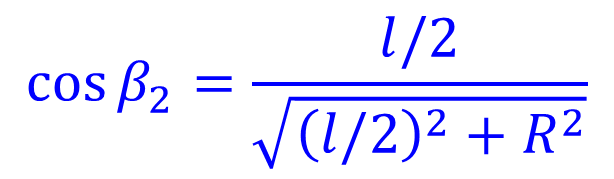 cos β₂ = (l/2) / √((l/2)² + R²)